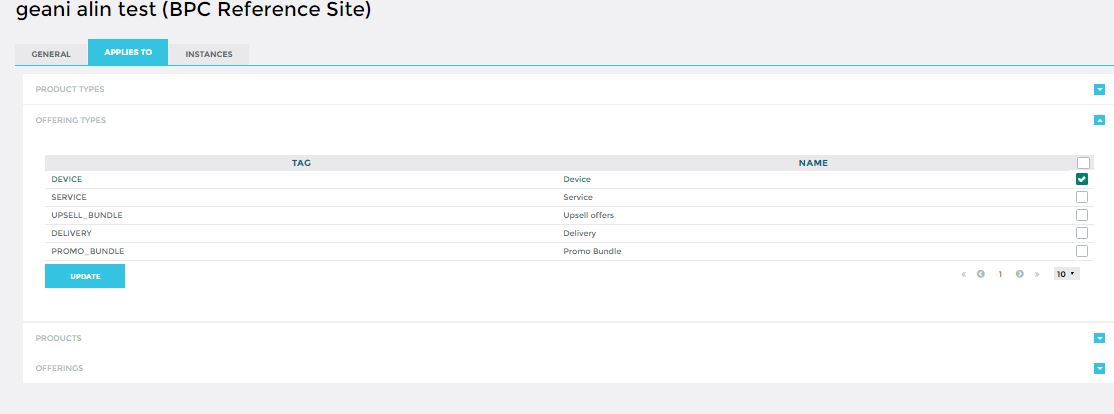 geani alin test (BPC Reference Site)
GENERAL APPLIES TO INSTANCES
PRODUCT TYPES
OFFERING TYPES
TAG NAME
DEVICE Device
SERVICE Service
UPSELL_BUNDLE Upsell offers
DELIVERY Delivery
PROMO_BUNDLE Promo Bundle
UPDATE « 1 » 10
PRODUCTS
OFFERINGS